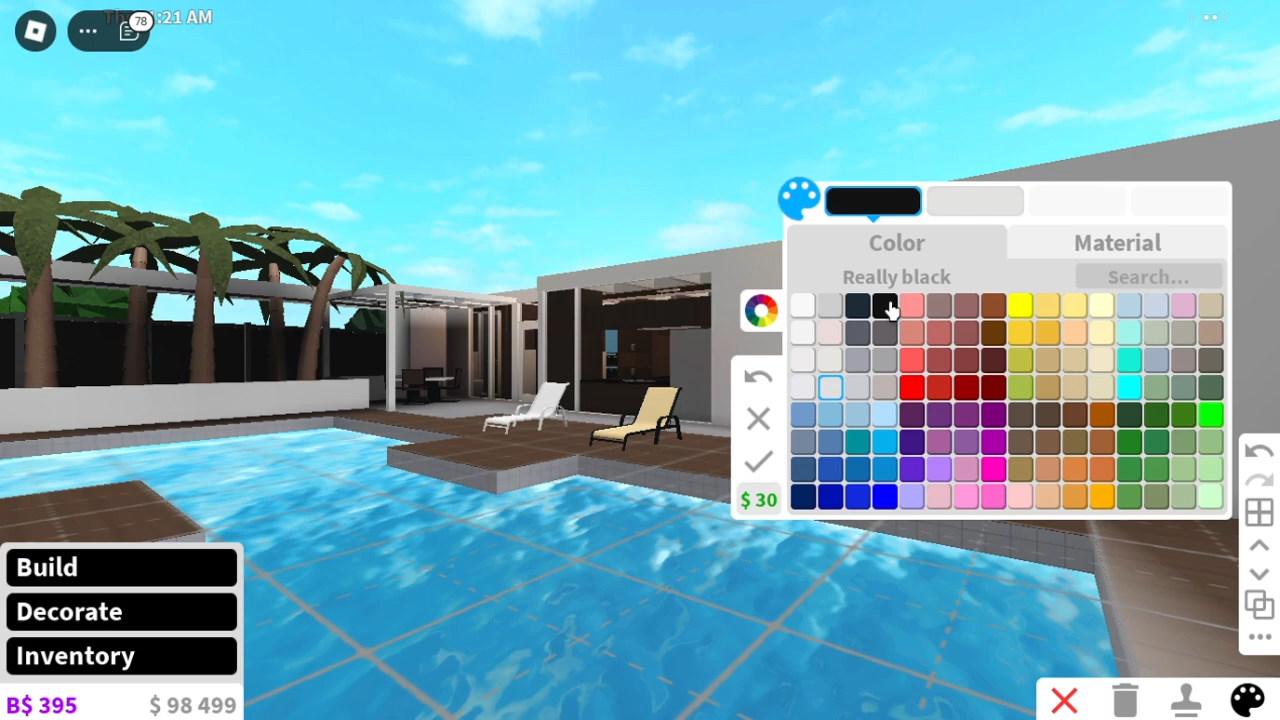 :21 AM
78
Color
Material
Really black
Search...
$ 30
Build
Decorate
Inventory
B$ 395
$ 98 499